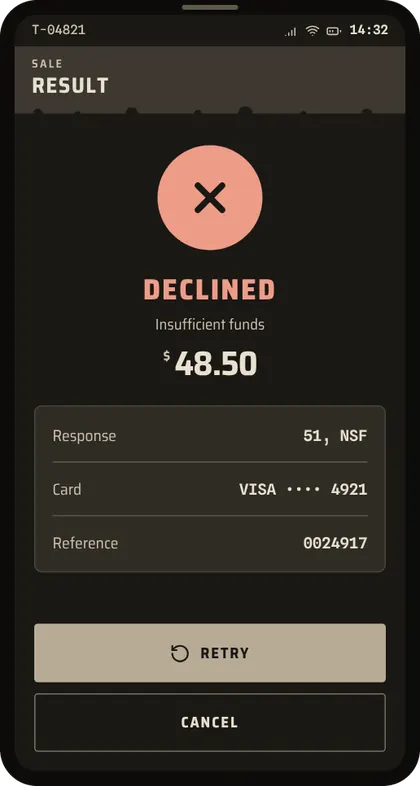 T-04821 14:32
SALE
RESULT
DECLINED
Insufficient funds
$48.50
Response 51, NSF
Card VISA •••• 4921
Reference 0024917
RETRY
CANCEL